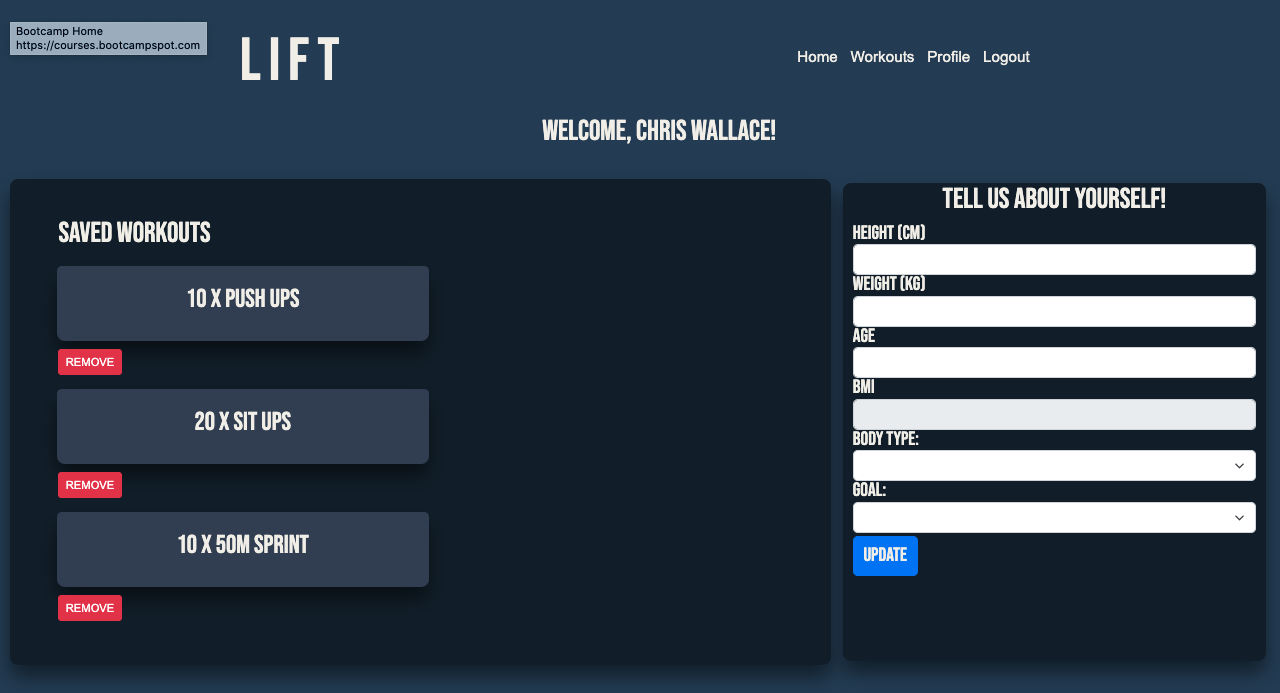 Bootcamp Home
https://courses.bootcampspot.com
LIFT
Home Workouts Profile Logout
WELCOME, CHRIS WALLACE!
SAVED WORKOUTS
10 X PUSH UPS
REMOVE
20 X SIT UPS
REMOVE
10 X 50M SPRINT
REMOVE
TELL US ABOUT YOURSELF!
HEIGHT (CM)
WEIGHT (KG)
AGE
BMI
BODY TYPE:
GOAL:
UPDATE